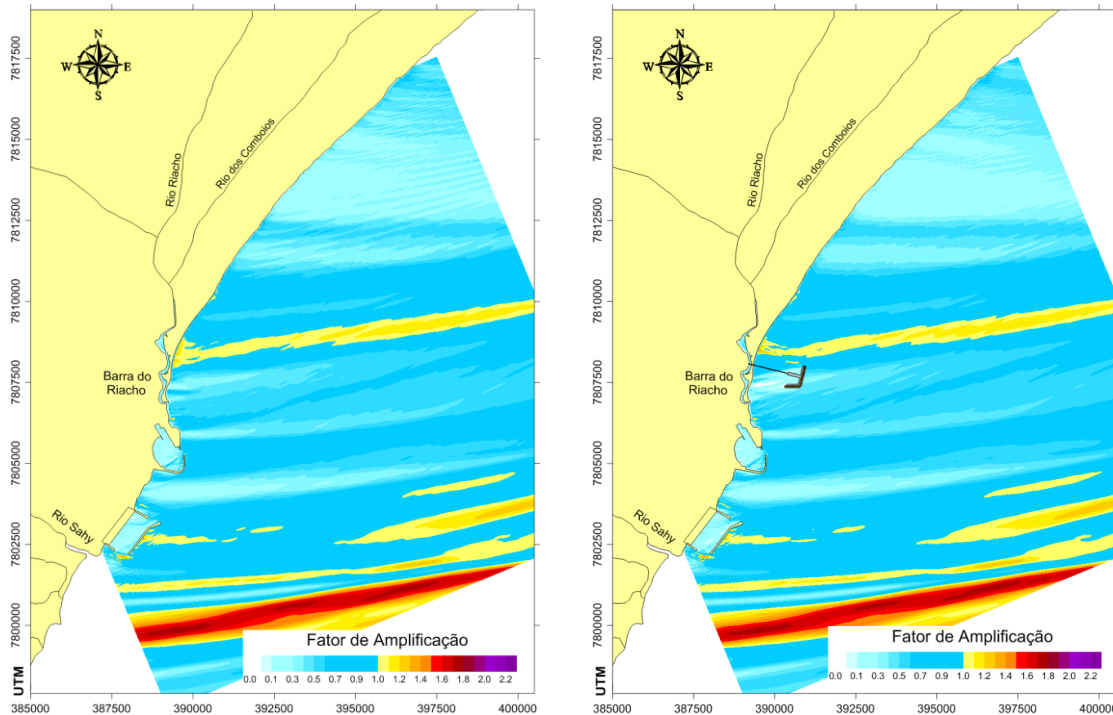 7817500
7815000
7812500
7810000
7807500
7805000
7802500
7800000
UTM
N
W E
S
Rio Riacho
Rio dos Comboios
Barra do
Riacho
Rio Sahy
Fator de Amplificação
0.0 0.1 0.3 0.5 0.7 0.9 1.0 1.2 1.4 1.5 1.6 1.8 2.0 2.2
385000 387500 390000 392500 395000 397500 400000
7817500
7815000
7812500
7810000
7807500
7805000
7802500
7800000
UTM
N
W E
S
Rio Riacho
Rio dos Comboios
Barra do
Riacho
Rio Sahy
Fator de Amplificação
0.0 0.1 0.3 0.5 0.7 0.9 1.0 1.2 1.4 1.5 1.6 1.8 2.0 2.2
385000 387500 390000 392500 395000 397500 400000